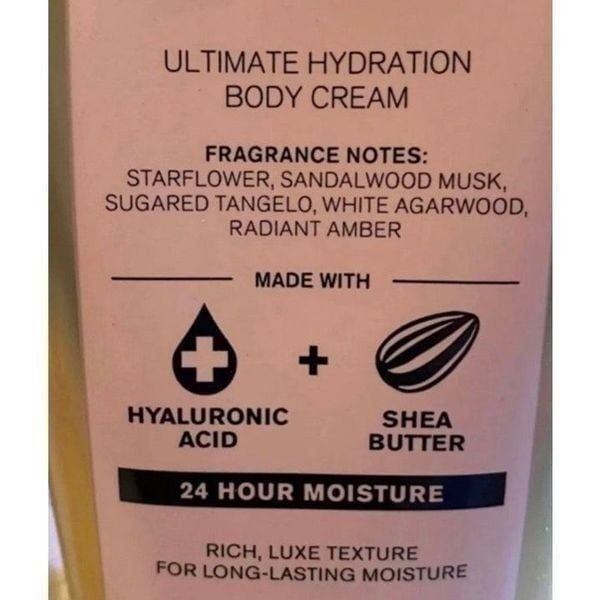 ULTIMATE HYDRATION
BODY CREAM
FRAGRANCE NOTES:
STARFLOWER, SANDALWOOD MUSK,
SUGARED TANGELO, WHITE AGARWOOD,
RADIANT AMBER
MADE WITH
+
HYALURONIC
ACID
SHEA
BUTTER
24 HOUR MOISTURE
RICH, LUXE TEXTURE
FOR LONG-LASTING MOISTURE